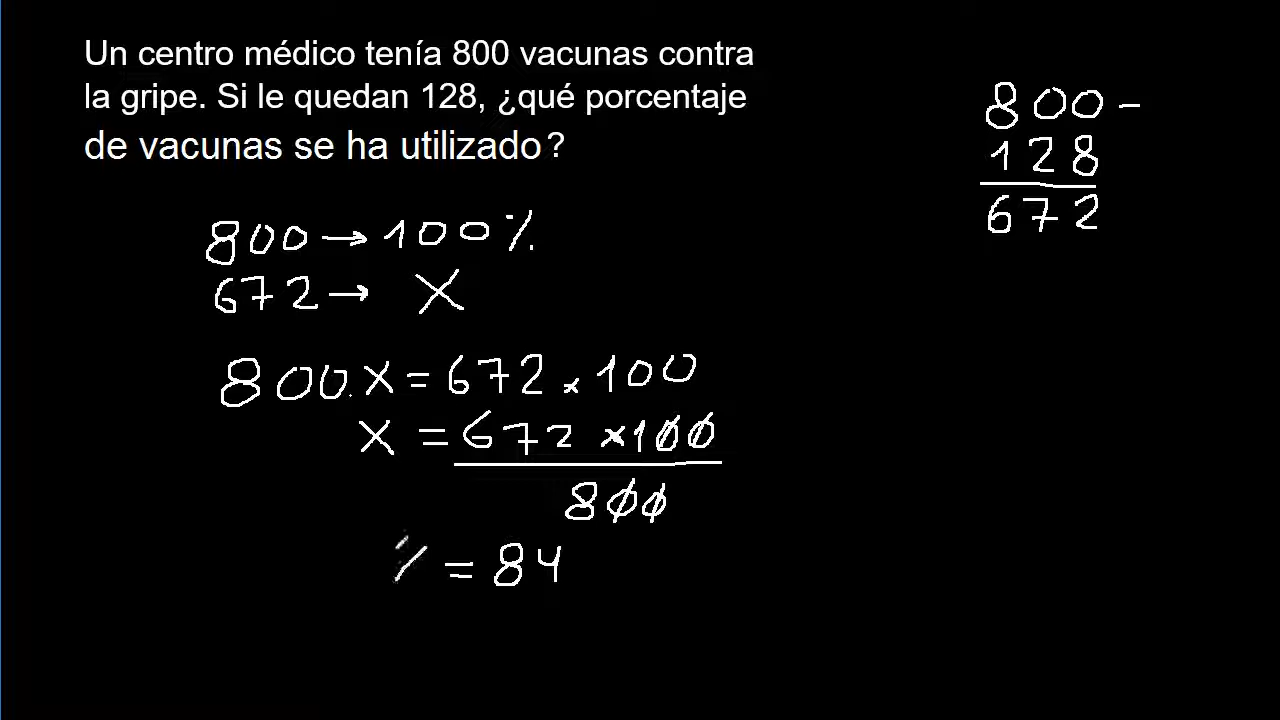 Un centro médico tenía 800 vacunas contra
la gripe. Si le quedan 128, ¿qué porcentaje
de vacunas se ha utilizado?
800 -
128
672
800 → 100%
672 → X
800. X = 672 x 100
X = 672 x 100
800
= 84